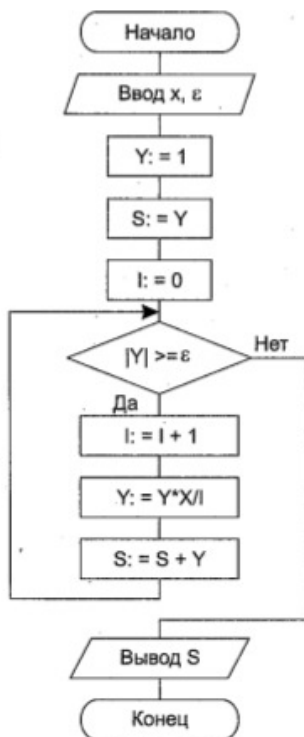 Начало
Ввод x, ε
Y: = 1
S: = Y
I: = 0
|Y| >= ε
Нет
Да
I: = I + 1
Y: = Y*X/I
S: = S + Y
Вывод S
Конец